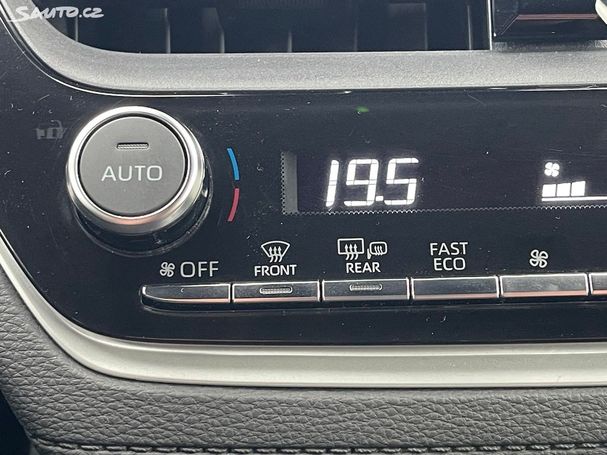 Sauto.cz
AUTO
19.5
OFF
FRONT
REAR
FAST
ECO